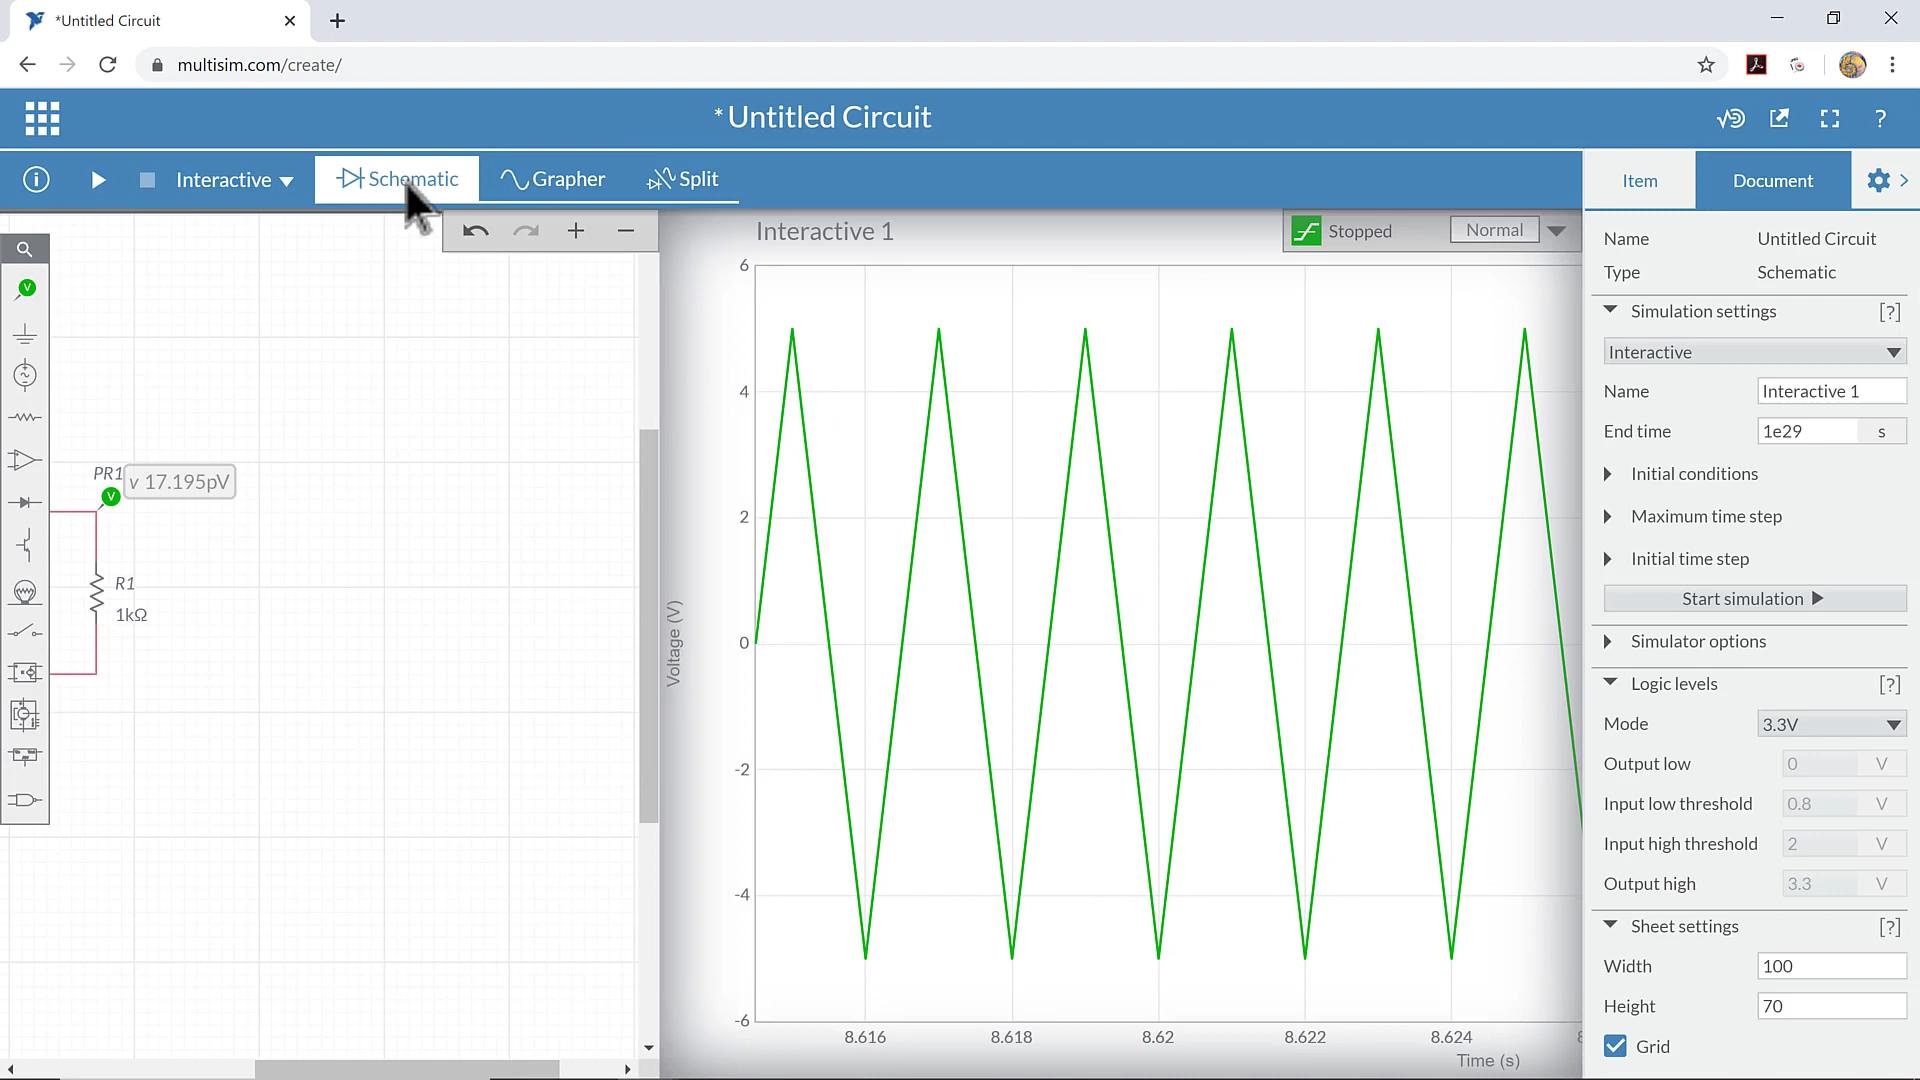 *Untitled Circuit
multisim.com/create/
* Untitled Circuit
Interactive
Schematic
Grapher
Split
Item
Document
Interactive 1
Stopped
Normal
6
4
2
0
-2
-4
-6
Voltage (V)
8.616
8.618
8.62
8.622
8.624
8
Time (s)
PR1
V
v 17.195pV
R1
1kΩ
V
Name
Untitled Circuit
Type
Schematic
Simulation settings
[?]
Interactive
Name
Interactive 1
End time
1e29
s
Initial conditions
Maximum time step
Initial time step
Start simulation
Simulator options
Logic levels
[?]
Mode
3.3V
Output low
0
V
Input low threshold
0.8
V
Input high threshold
2
V
Output high
3.3
V
Sheet settings
[?]
Width
100
Height
70
Grid